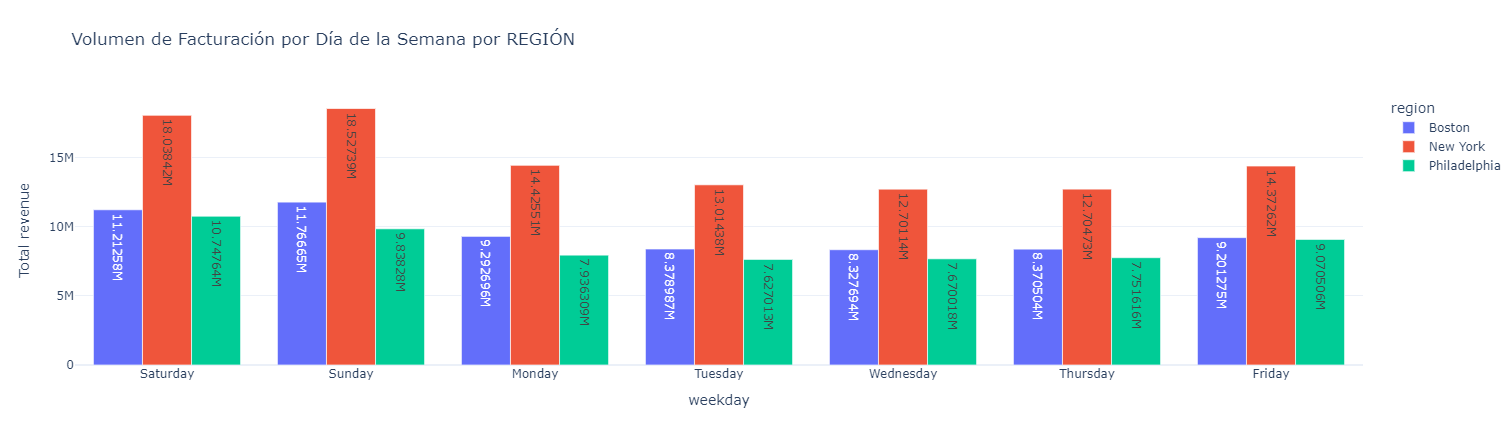 Volumen de Facturación por Día de la Semana por REGIÓN
region
Boston
New York
Philadelphia
Total revenue
15M
10M
5M
0
11.21258M
18.03842M
10.74764M
11.76665M
18.52739M
9.83828M
9.292696M
14.42551M
7.936309M
8.378987M
13.01438M
7.627013M
8.327694M
12.70114M
7.670018M
8.370504M
12.70473M
7.751616M
9.201275M
14.37262M
9.070506M
Saturday
Sunday
Monday
Tuesday
Wednesday
Thursday
Friday
weekday